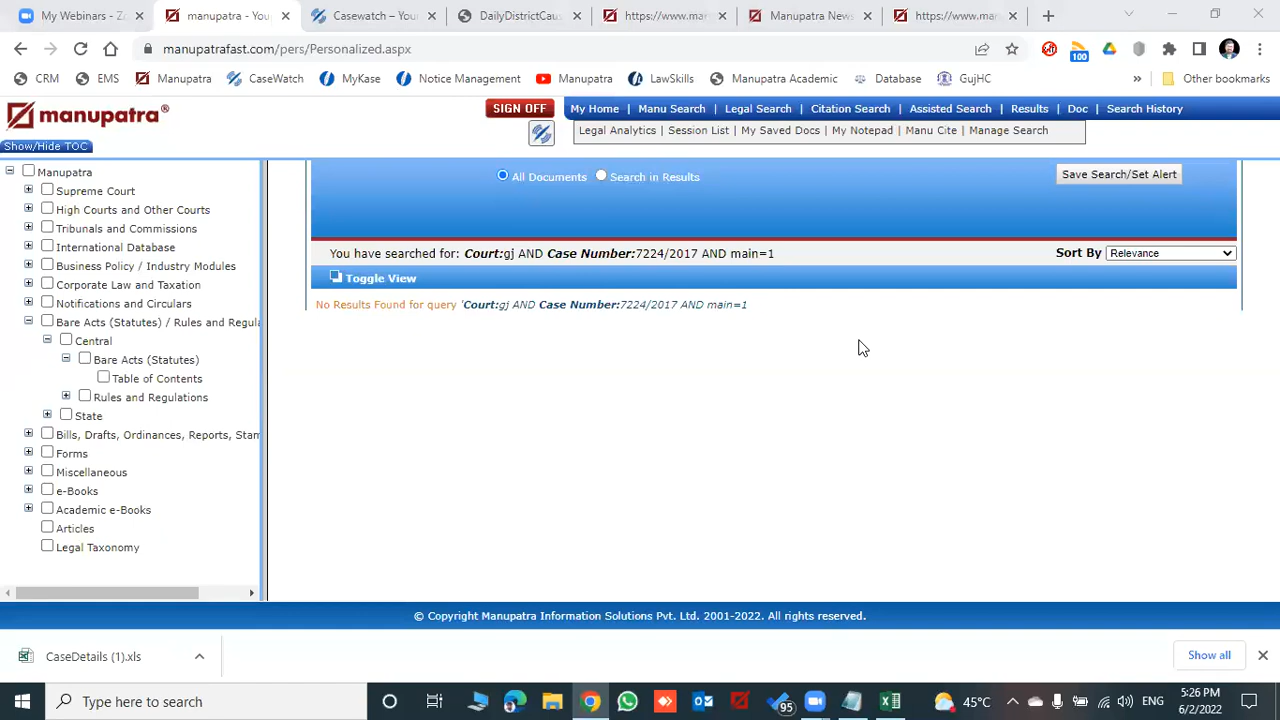 My Webinars - Z
manupatra - You
Casewatch – You
DailyDistrictCau
https://www.ma
Manupatra New
https://www.ma
manupatrafast.com/pers/Personalized.aspx
100
CRM
EMS
Manupatra
CaseWatch
MyKase
Notice Management
Manupatra
LawSkills
Manupatra Academic
Database
GujHC
»
Other bookmarks
manupatra®
SIGN OFF
My Home | Manu Search | Legal Search | Citation Search | Assisted Search | Results | Doc | Search History
Legal Analytics | Session List | My Saved Docs | My Notepad | Manu Cite | Manage Search
Show/Hide TOC
Manupatra
Supreme Court
High Courts and Other Courts
Tribunals and Commissions
International Database
Business Policy / Industry Modules
Corporate Law and Taxation
Notifications and Circulars
Bare Acts (Statutes) / Rules and Regula
Central
Bare Acts (Statutes)
Table of Contents
Rules and Regulations
State
Bills, Drafts, Ordinances, Reports, Stam
Forms
Miscellaneous
e-Books
Academic e-Books
Articles
Legal Taxonomy
All Documents
Search in Results
Save Search/Set Alert
You have searched for: Court:gj AND Case Number:7224/2017 AND main=1
Sort By
Relevance
Toggle View
No Results Found for query 'Court:gj AND Case Number:7224/2017 AND main=1
© Copyright Manupatra Information Solutions Pvt. Ltd. 2001-2022. All rights reserved.
CaseDetails (1).xls
Show all
Type here to search
95
45°C
ENG
5:26 PM
6/2/2022